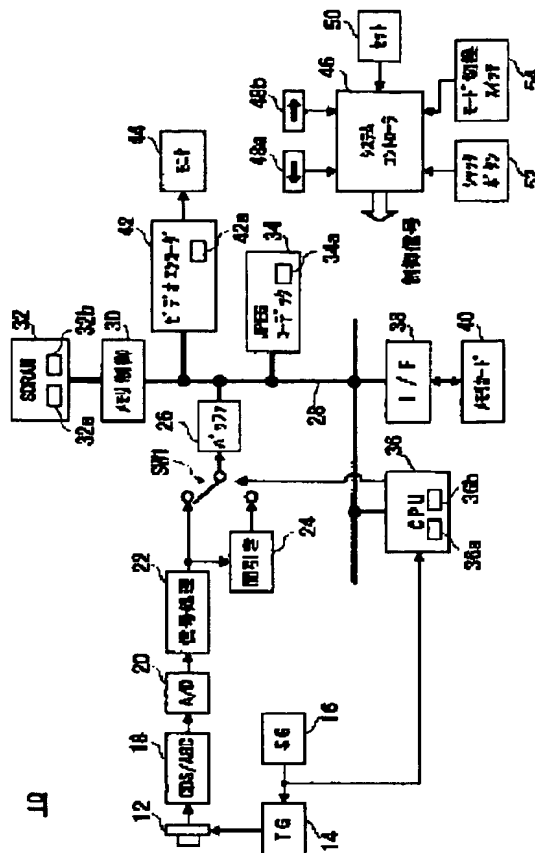 10
12
CDS/AGC
18
A/D
20
信号処理
22
間引き
24
SW1
バッファ
26
28
メモリ制御
30
SDRAM
32
32a
32b
ビデオエンコーダ
42
42a
モニタ
44
JPEG
コーデック
34
34a
TG
14
SG
16
CPU
36
36a
36b
I/F
38
メモリカード
40
制御信号
システム
コントローラ
46
48a
48b
セット
50
シャッタ
ボタン
52
モード切換
スイッチ
54